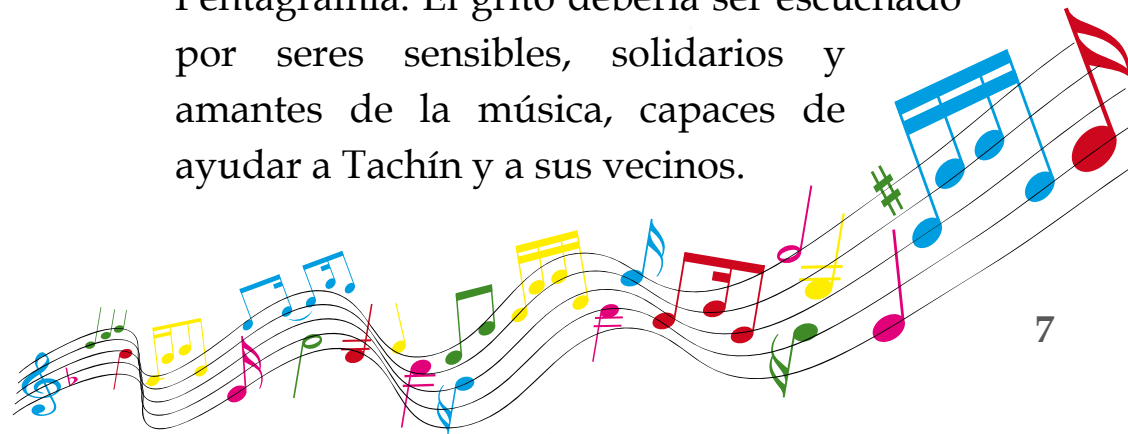 Pentagramia. El grito debería ser escuchado
por seres sensibles, solidarios y
amantes de la música, capaces de
ayudar a Tachín y a sus vecinos.
7